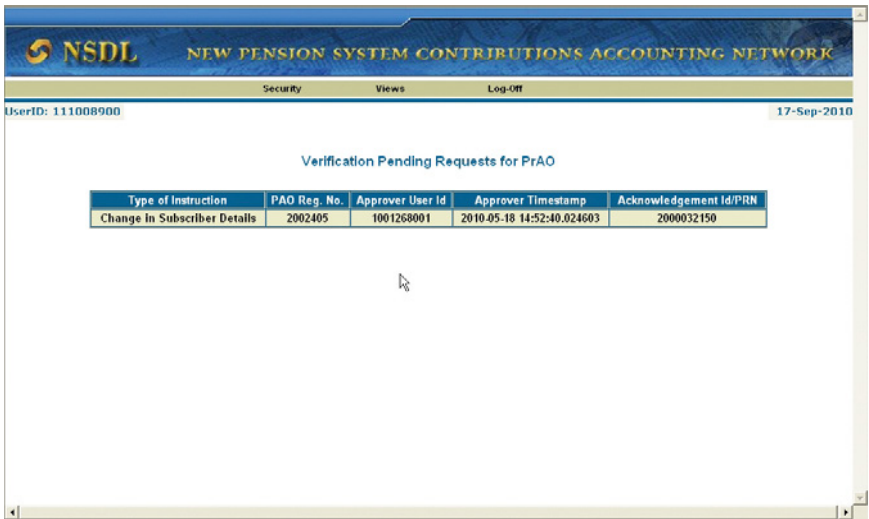 NSDL NEW PENSION SYSTEM CONTRIBUTIONS ACCOUNTING NETWORK
Security Views Log-Off
UserID: 111008900 17-Sep-2010
Verification Pending Requests for PrAO
Type of Instruction PAO Reg. No. Approver User Id Approver Timestamp Acknowledgement Id/PRN
Change in Subscriber Details 2002405 1001268001 2010-05-18 14:52:40.024603 2000032150